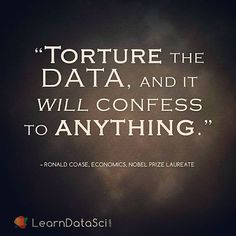 “TORTURE THE
DATA, AND IT
WILL CONFESS
TO ANYTHING.”
– RONALD COASE, ECONOMICS, NOBEL PRIZE LAUREATE
LearnDataSci